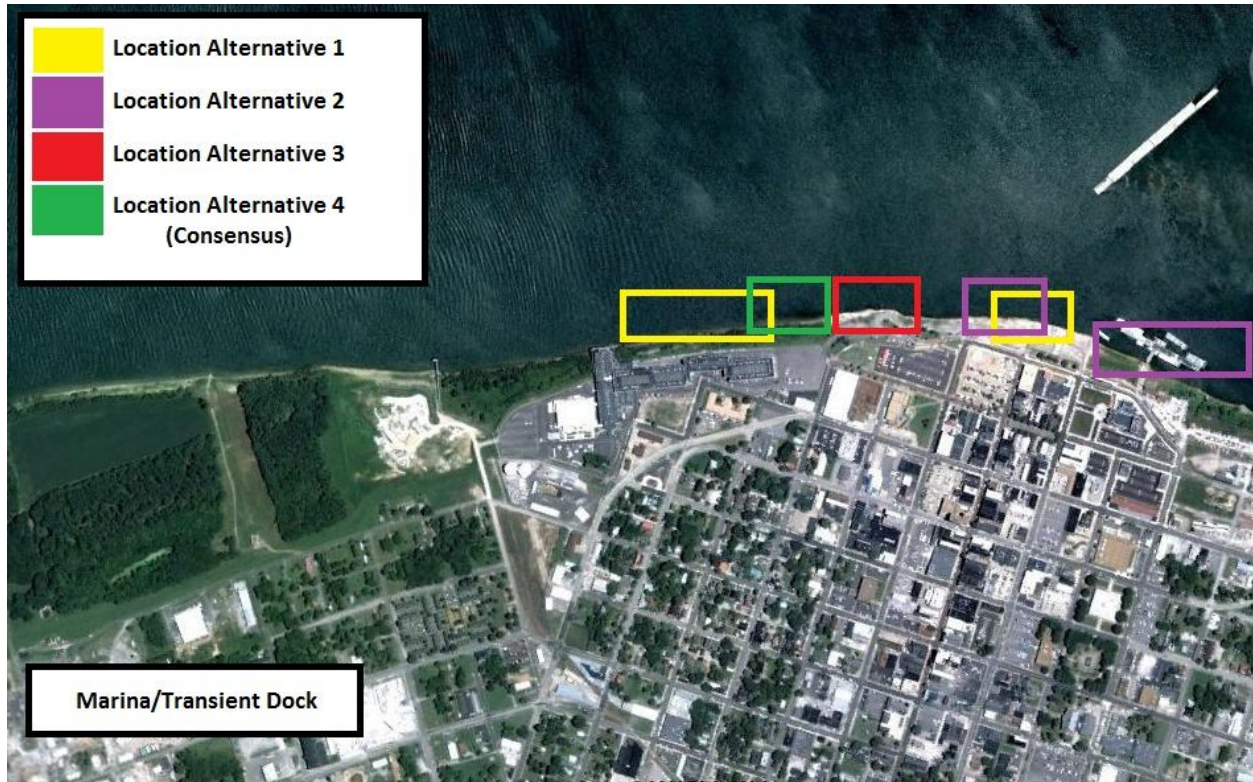 Location Alternative 1
Location Alternative 2
Location Alternative 3
Location Alternative 4
(Consensus)
Marina/Transient Dock